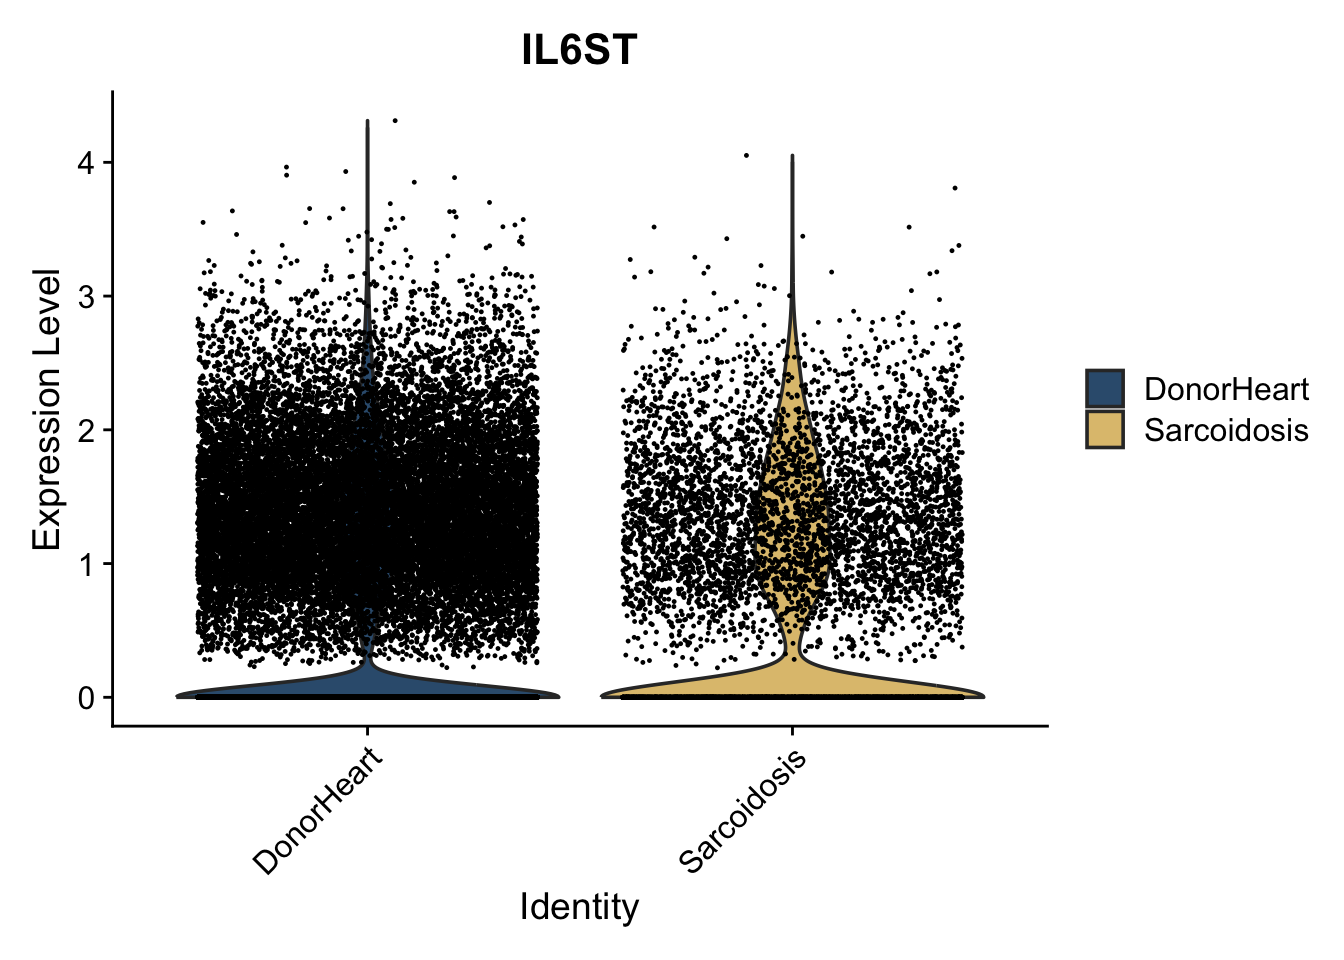 IL6ST
Expression Level
4
3
2
1
0
DonorHeart
Sarcoidosis
Identity
DonorHeart
Sarcoidosis